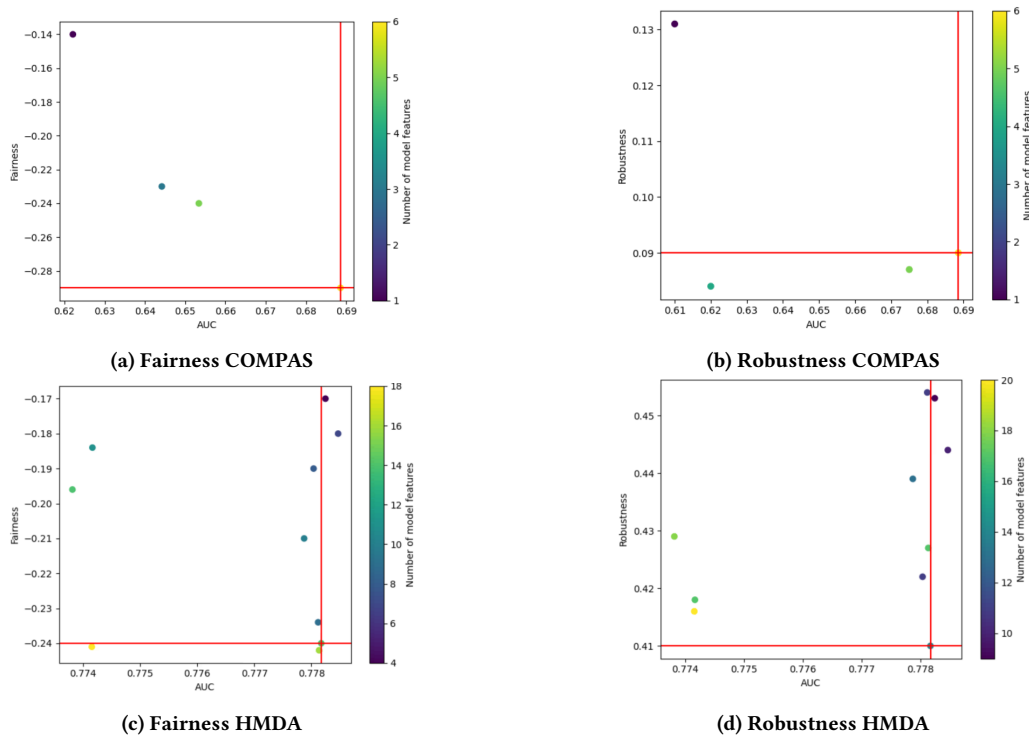 −0.14
−0.16
−0.18
−0.20
−0.22
−0.24
−0.26
−0.28
Fairness
0.62 0.63 0.64 0.65 0.66 0.67 0.68 0.69
AUC
6
5
4
3
2
1
Number of model features
(a) Fairness COMPAS
0.13
0.12
0.11
0.10
0.09
Robustness
0.61 0.62 0.63 0.64 0.65 0.66 0.67 0.68 0.69
AUC
6
5
4
3
2
1
Number of model features
(b) Robustness COMPAS
−0.17
−0.18
−0.19
−0.20
−0.21
−0.22
−0.23
−0.24
Fairness
0.774 0.775 0.776 0.777 0.778
AUC
18
16
14
12
10
8
6
4
Number of model features
(c) Fairness HMDA
0.45
0.44
0.43
0.42
0.41
Robustness
0.774 0.775 0.776 0.777 0.778
AUC
20
18
16
14
12
10
Number of model features
(d) Robustness HMDA